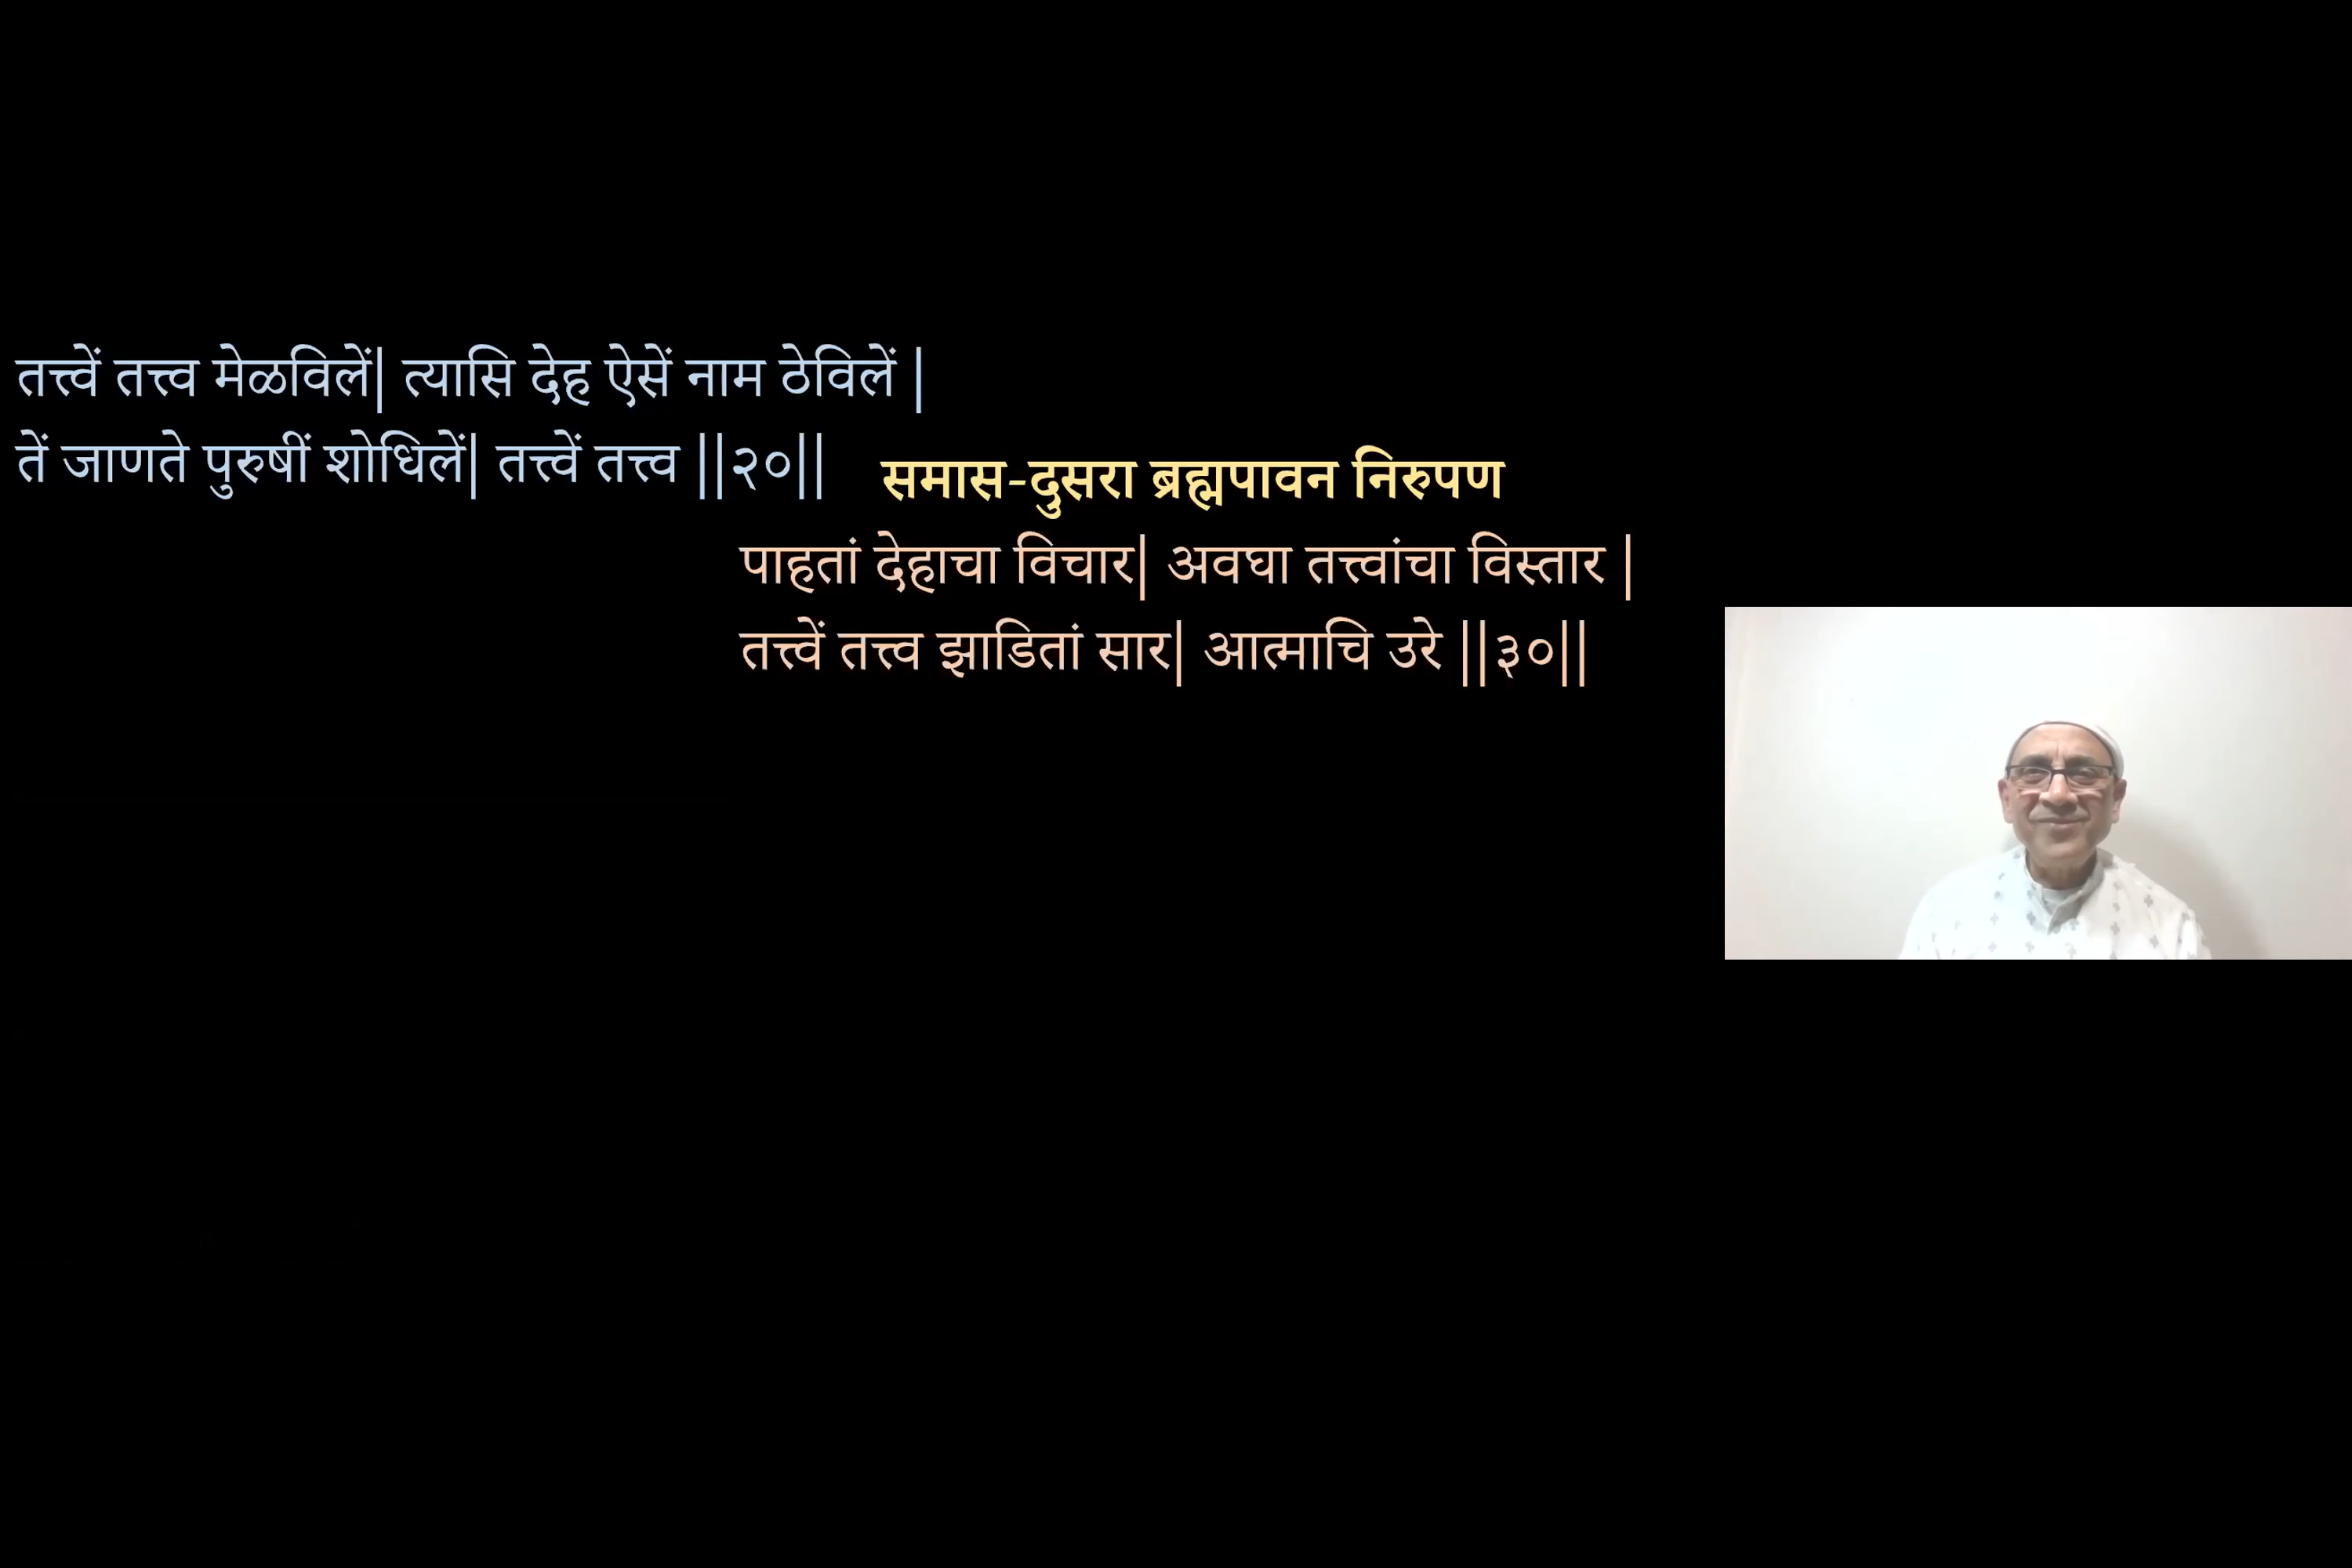 तत्त्वें तत्त्व मेळविलें| त्यासि देह ऐसें नाम ठेविलें |
तें जाणते पुरुषीं शोधिलें| तत्त्वें तत्त्व ||२०||
समास-दुसरा ब्रह्मपावन निरुपण
पाहतां देहाचा विचार| अवघा तत्त्वांचा विस्तार |
तत्त्वें तत्त्व झाडितां सार| आत्माचि उरे ||३०||